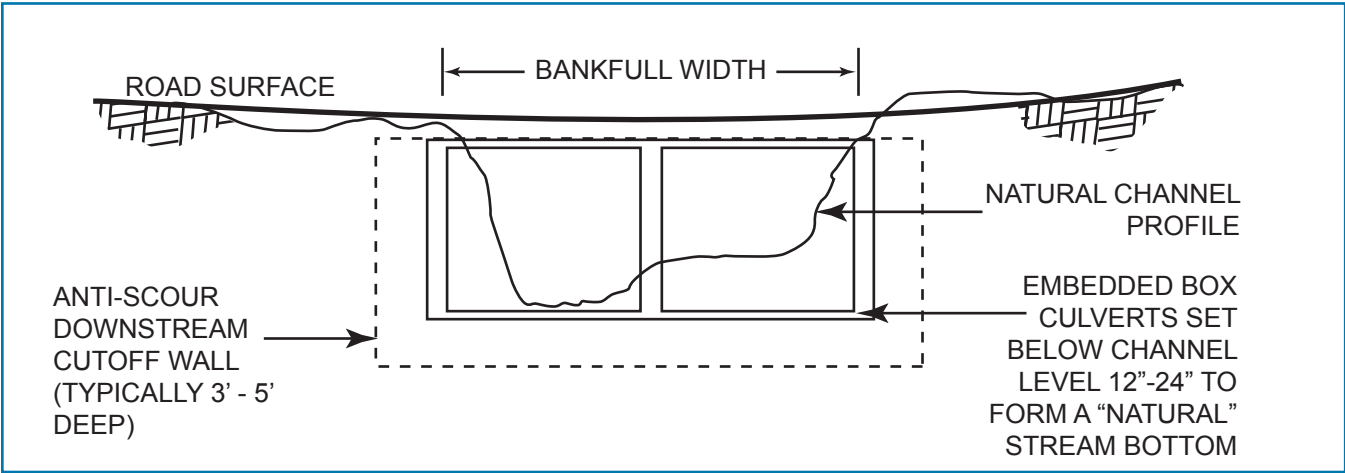 BANKFULL WIDTH
ROAD SURFACE
NATURAL CHANNEL
PROFILE
ANTI-SCOUR
DOWNSTREAM
CUTOFF WALL
(TYPICALLY 3’ - 5’
DEEP)
EMBEDDED BOX
CULVERTS SET
BELOW CHANNEL
LEVEL 12”-24” TO
FORM A “NATURAL”
STREAM BOTTOM